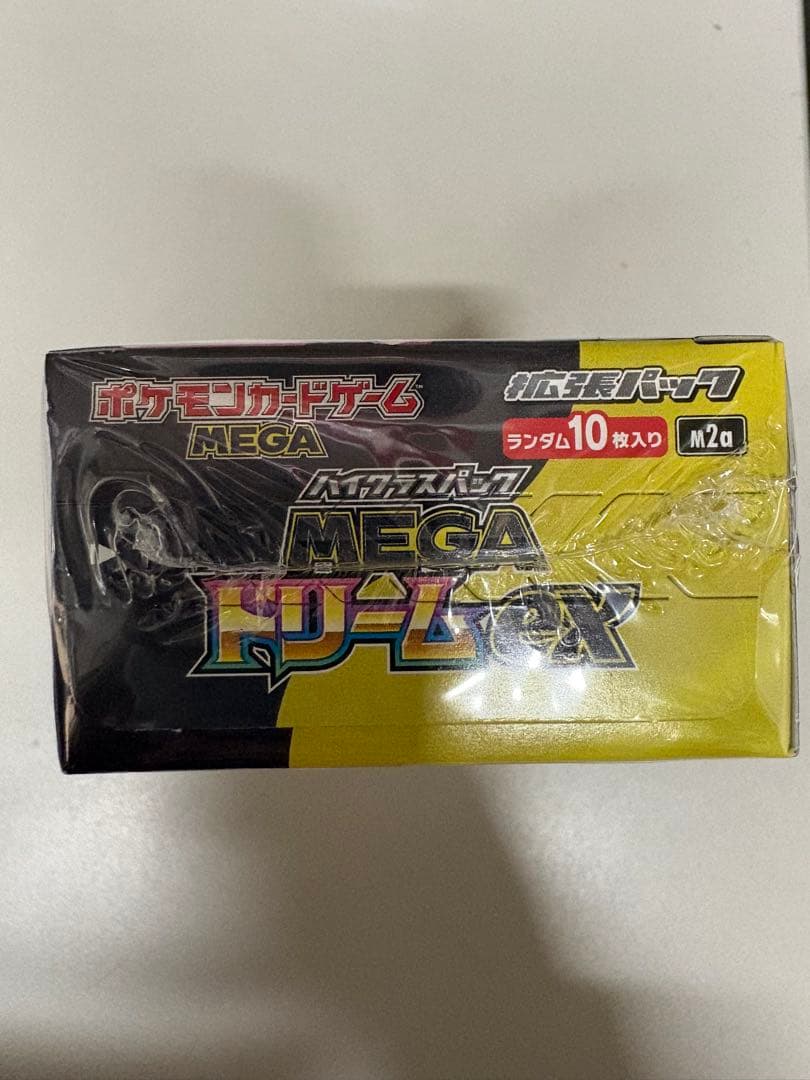 ポケモンカードゲーム™
MEGA
拡張パック
ランダム10枚入り
M2a
ハイクラスパック
MEGA
ドリームex